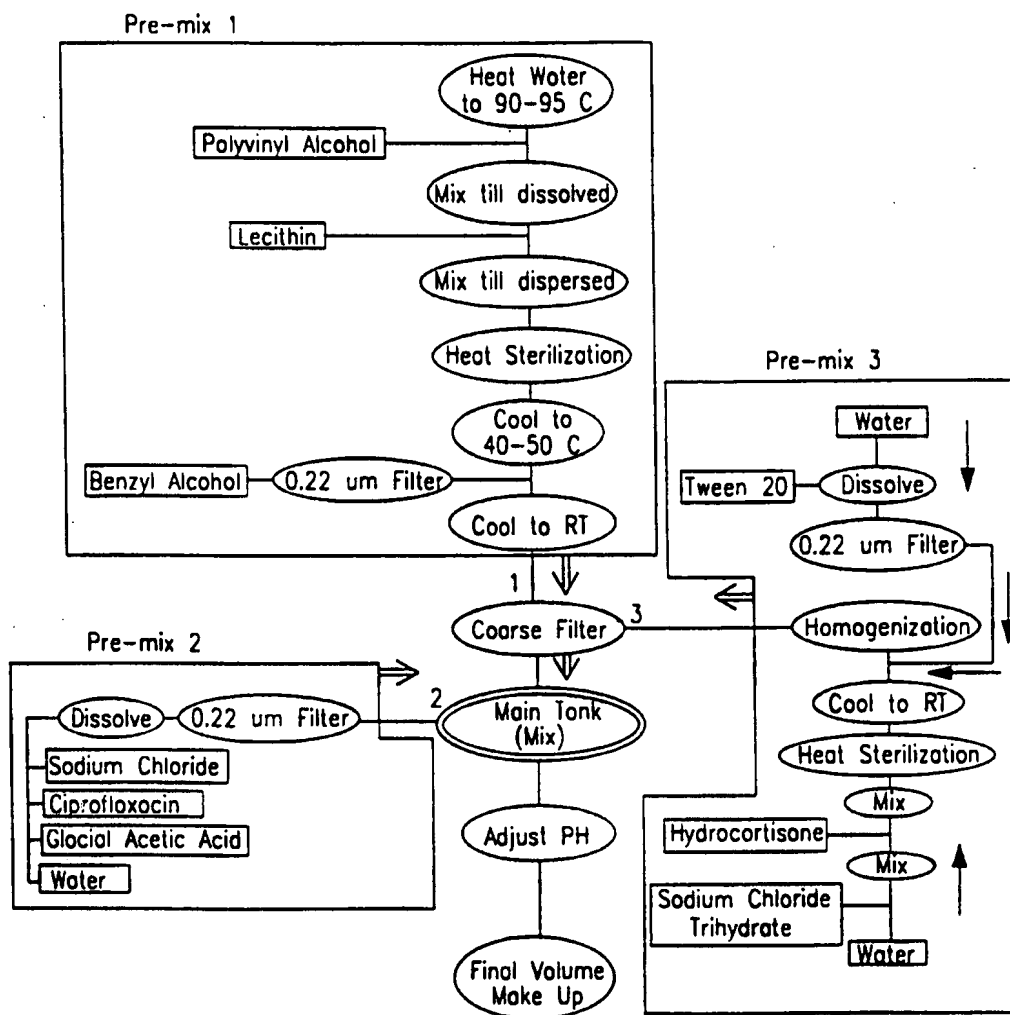 Pre-mix 1
Heat Woter
to 90-95 C
Polyvinyl Alcohol
Mix till dissolved
Lecithin
Mix till dispersed
Heat Sterilization
Cool to
40-50 C
Benzyl Alcohol
0.22 um Filter
Cool to RT
1
Coarse Filter
3
Pre-mix 2
Dissolve
0.22 um Filter
2
Main Tonk
(Mix)
Sodium Chloride
Ciprofloxocin
Glociol Acetic Acid
Water
Adjust PH
Final Volume
Make Up
Pre-mix 3
Water
Tween 20
Dissolve
0.22 um Filter
Homogenization
Cool to RT
Heat Sterilization
Mix
Hydrocortisone
Mix
Sodium Chloride
Trihydrate
Water